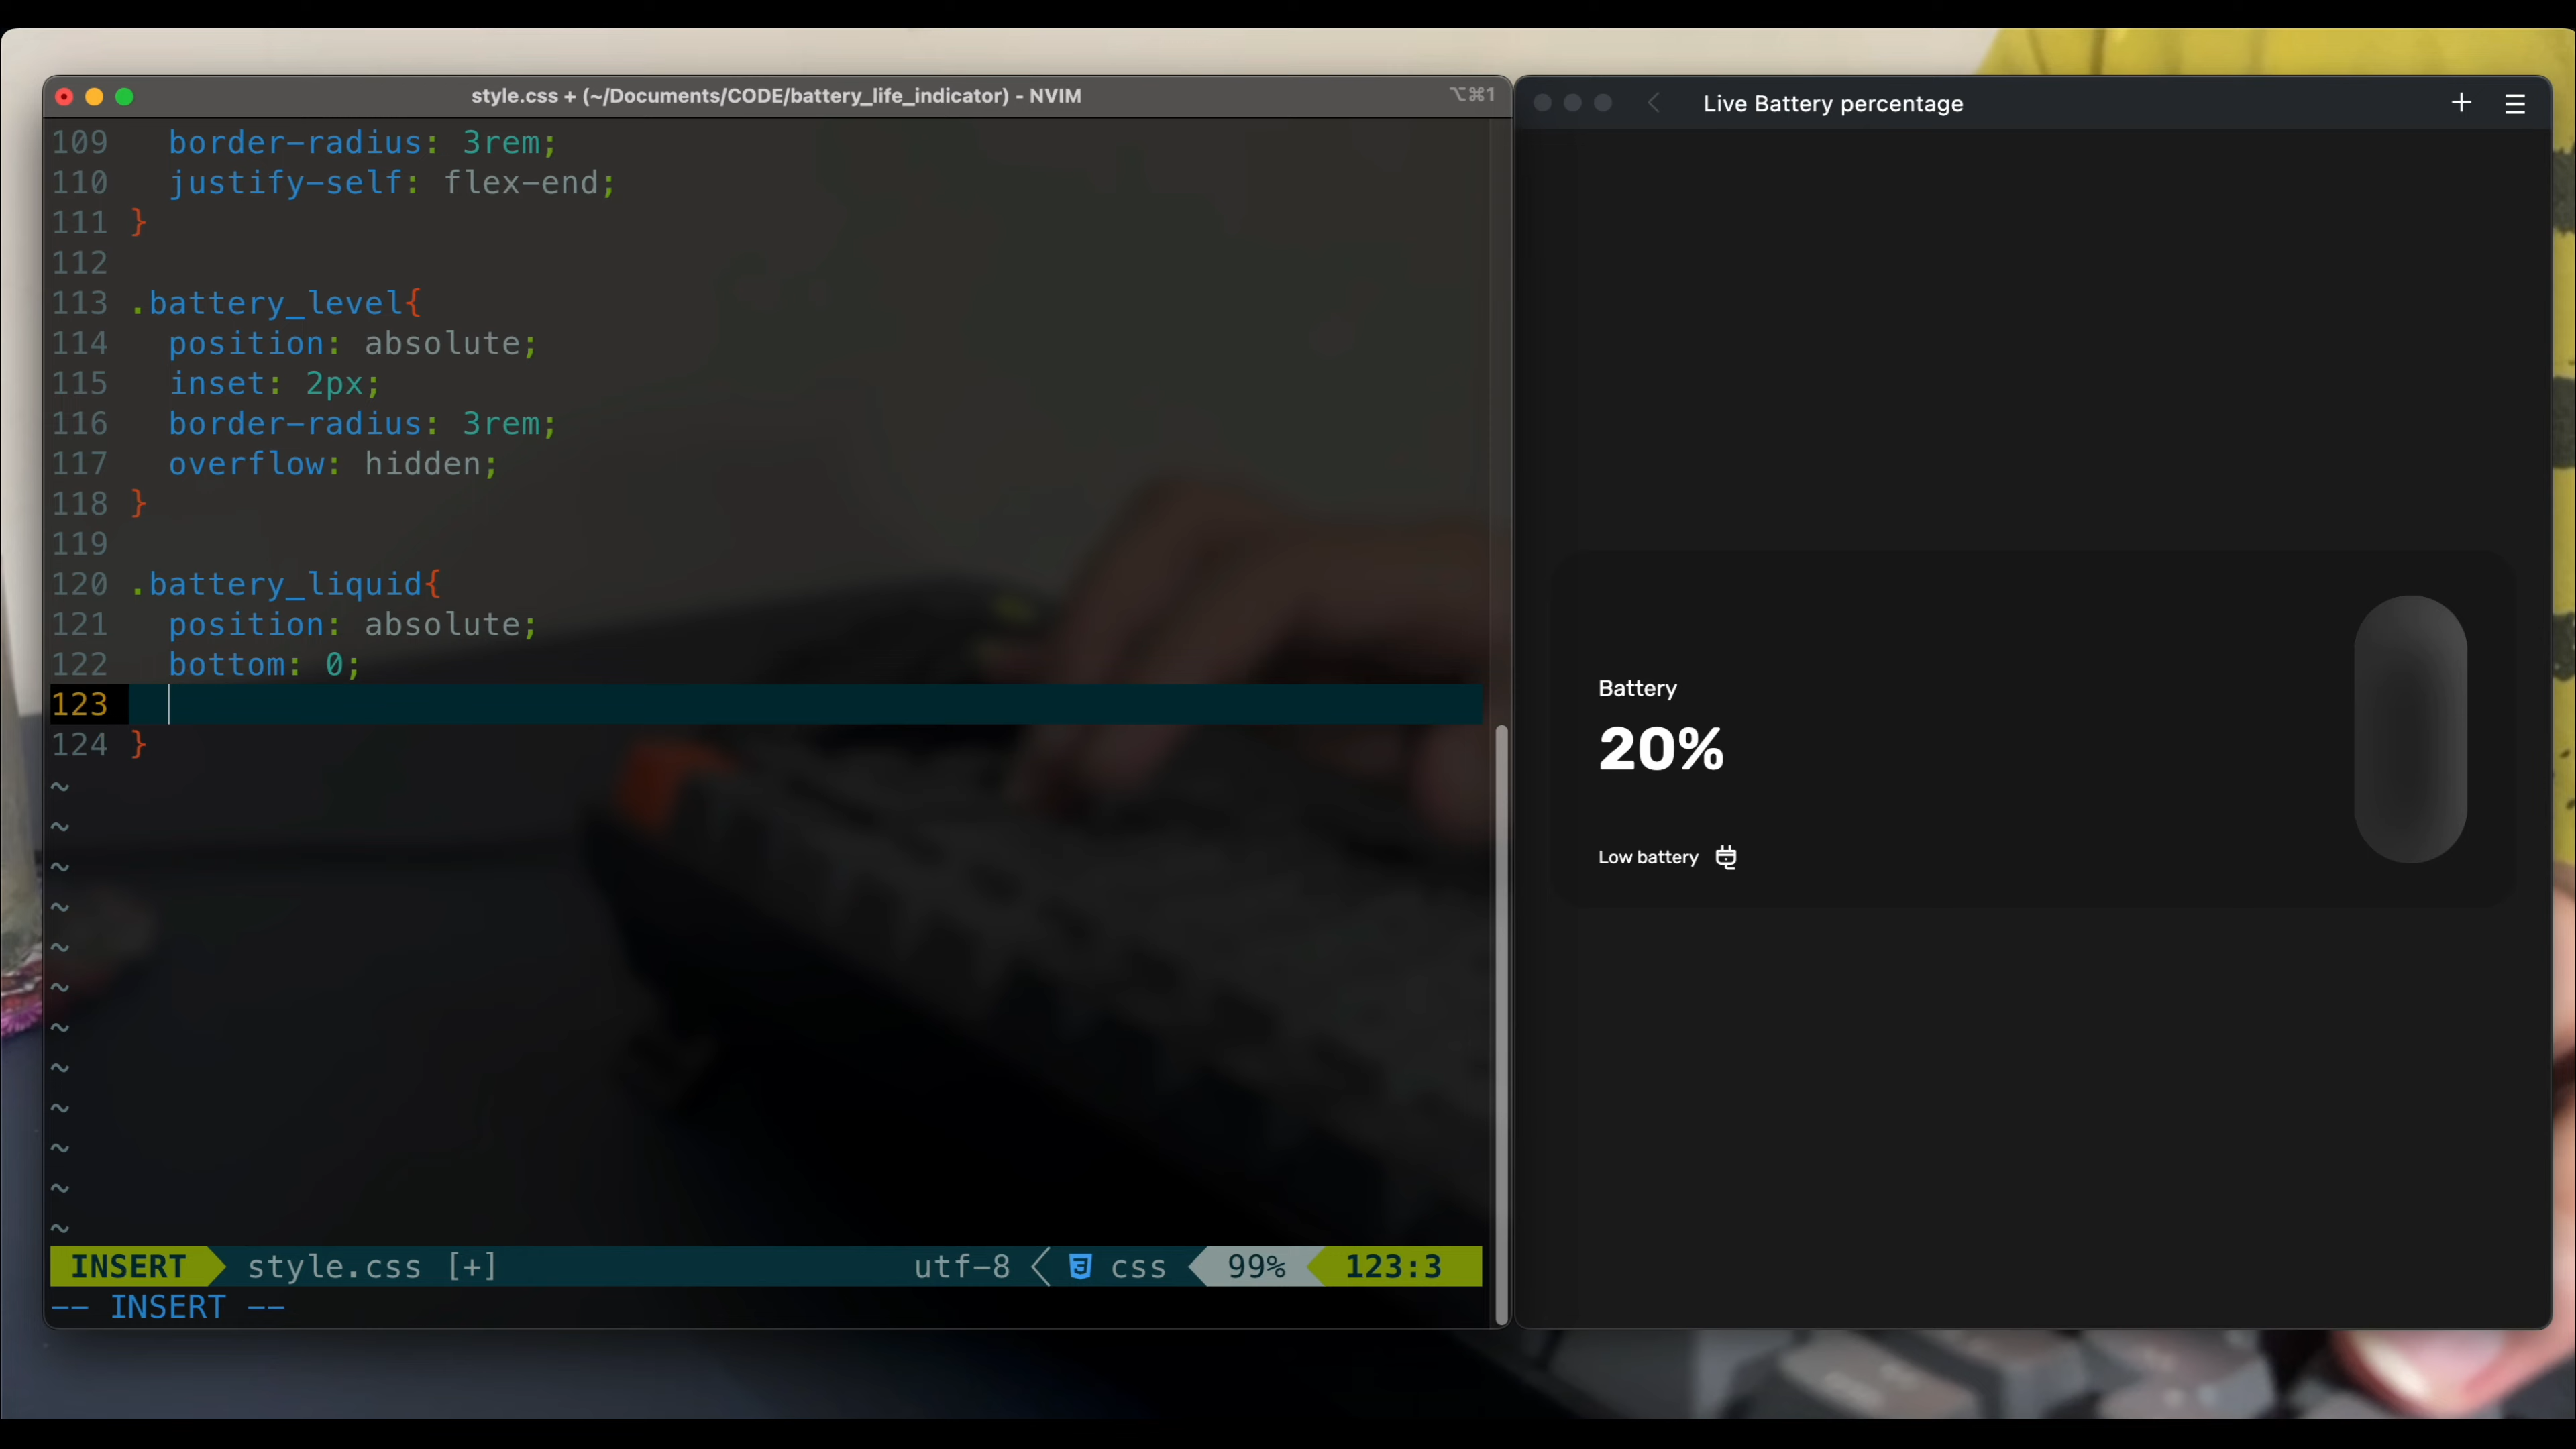 style.css + (~/Documents/CODE/battery_life_indicator) - NVIM
⌥⌘1
109 border-radius: 3rem;
110 justify-self: flex-end;
111 }
112
113 .battery_level{
114 position: absolute;
115 inset: 2px;
116 border-radius: 3rem;
117 overflow: hidden;
118 }
119
120 .battery_liquid{
121 position: absolute;
122 bottom: 0;
123
124 }
~
~
~
~
~
~
~
~
~
~
~
~
INSERT style.css [+] utf-8 css 99% 123:3
-- INSERT --
Live Battery percentage
Battery
20%
Low battery